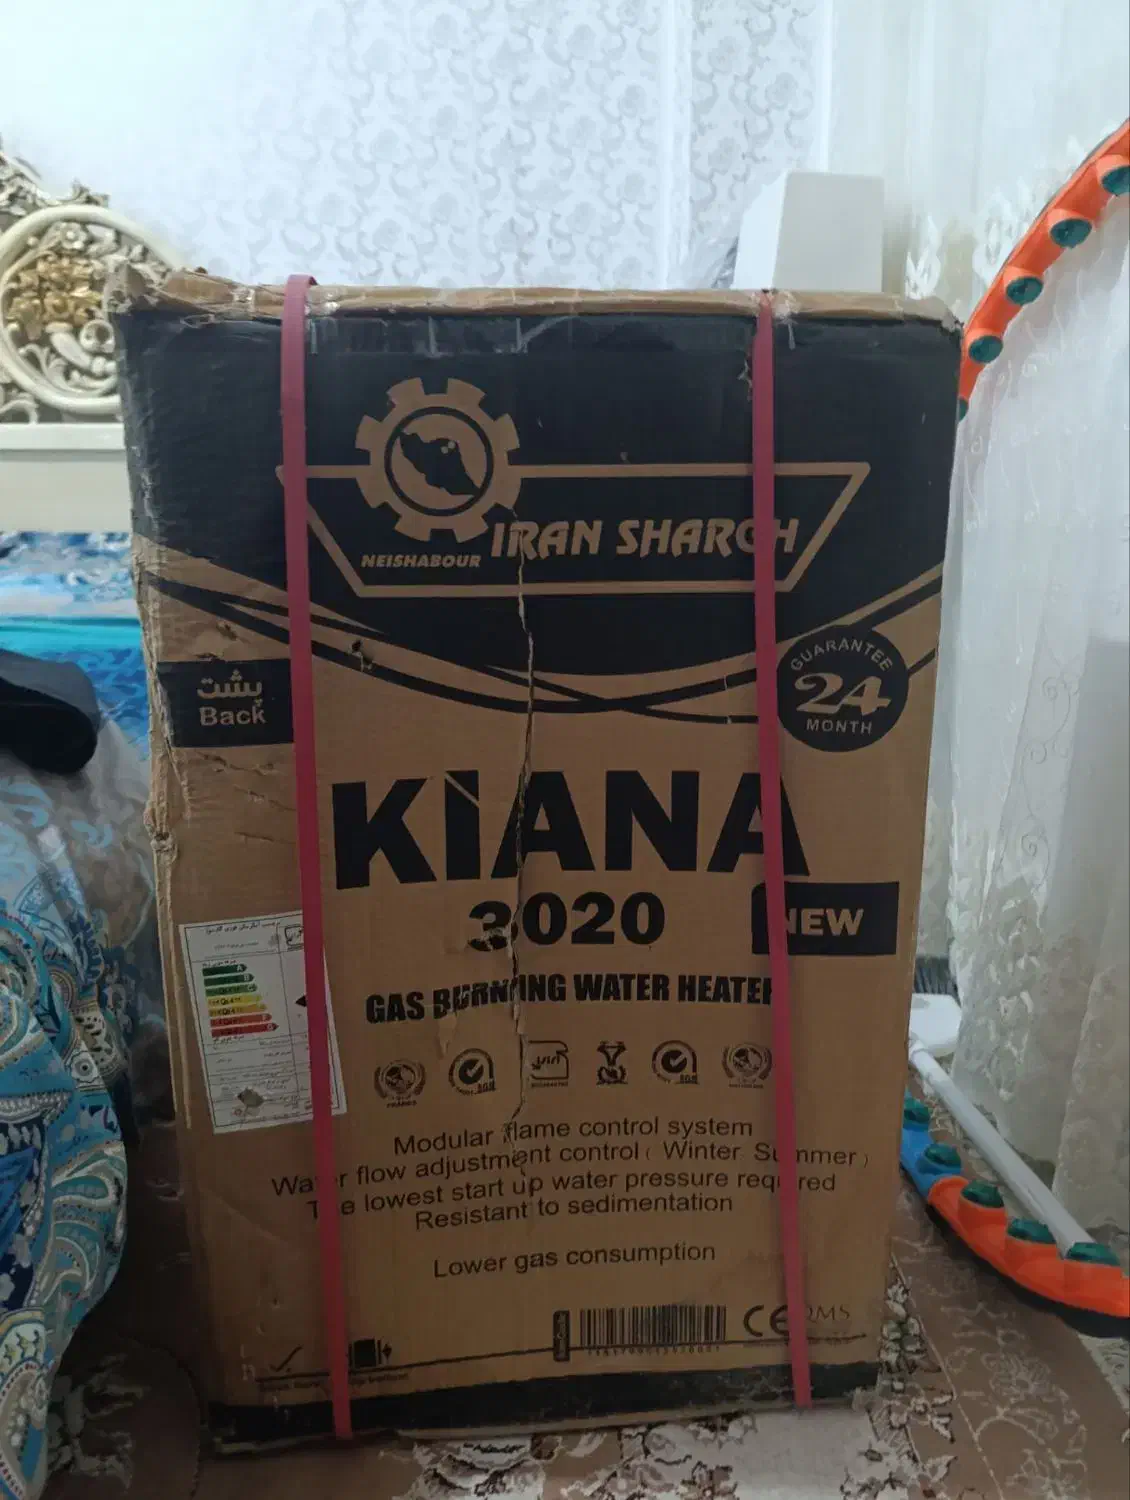 IRAN SHARGH
NEISHABOUR
GUARANTEE
24
MONTH
پشت
Back
KIANA
3020
NEW
GAS BURNING WATER HEATER
A
B
G
Modular flame control system
Water flow adjustment control ( Winter Summer )
The lowest start up water pressure required
Resistant to sedimentation
Lower gas consumption
CE QMS